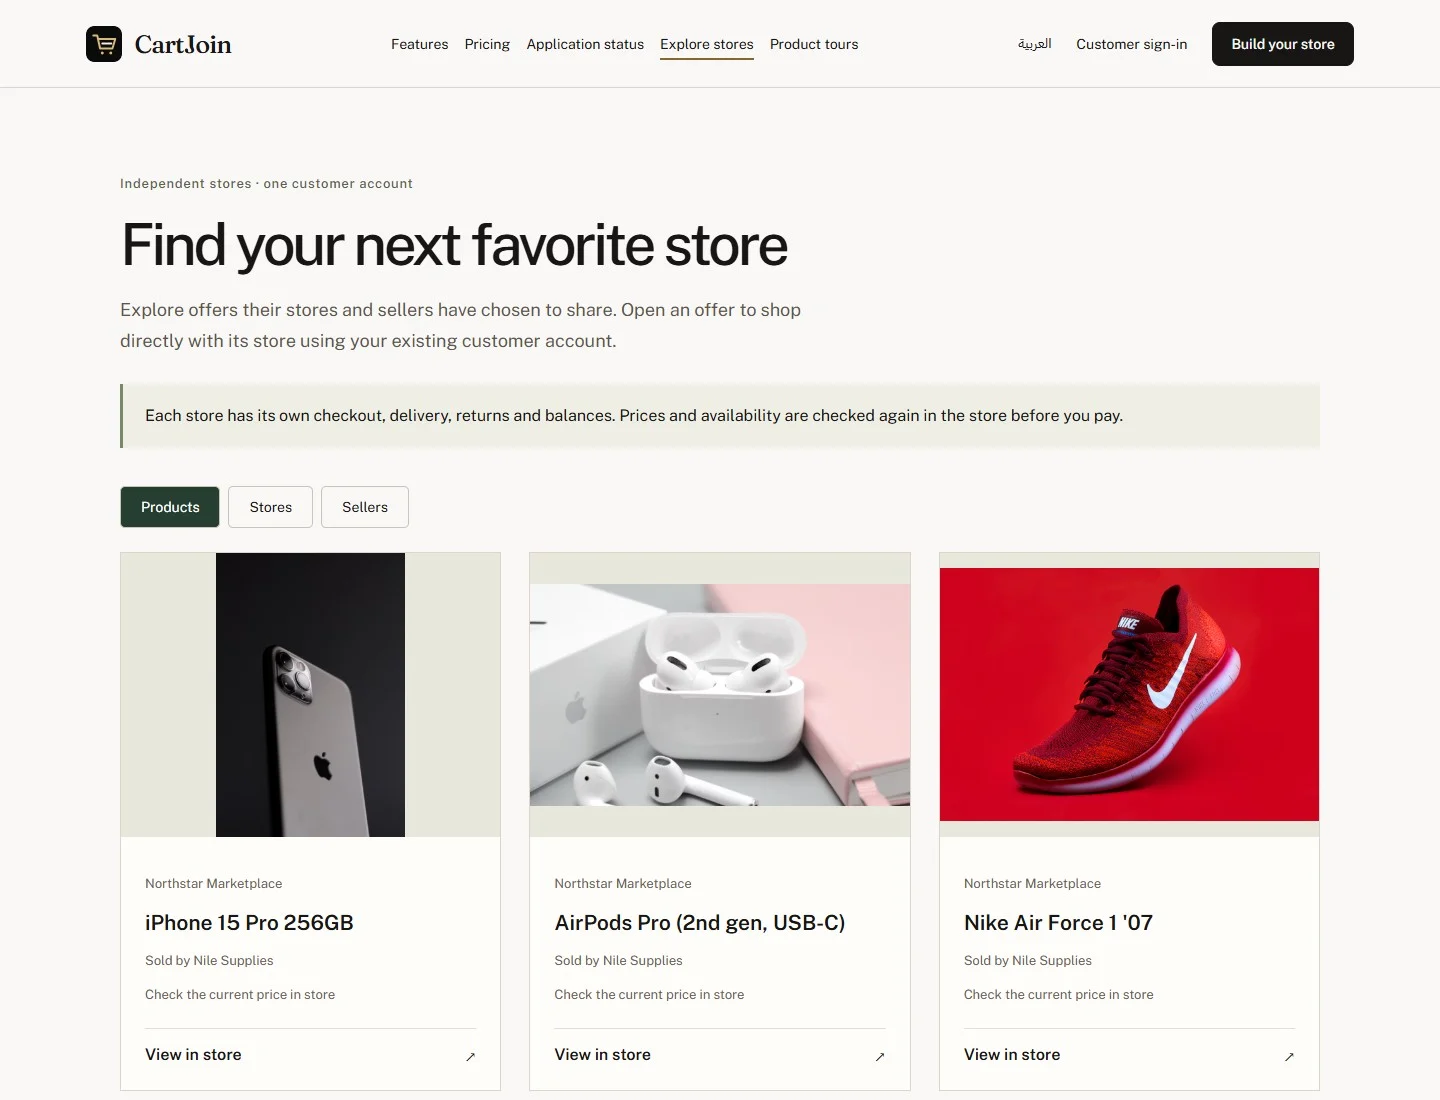 CartJoin
Features
Pricing
Application status
Explore stores
Product tours
العربية
Customer sign-in
Build your store
Independent stores · one customer account
Find your next favorite store
Explore offers their stores and sellers have chosen to share. Open an offer to shop
directly with its store using your existing customer account.
Each store has its own checkout, delivery, returns and balances. Prices and availability are checked again in the store before you pay.
Products
Stores
Sellers
NIKE
Northstar Marketplace
iPhone 15 Pro 256GB
Sold by Nile Supplies
Check the current price in store
View in store ↗
Northstar Marketplace
AirPods Pro (2nd gen, USB-C)
Sold by Nile Supplies
Check the current price in store
View in store ↗
Northstar Marketplace
Nike Air Force 1 '07
Sold by Nile Supplies
Check the current price in store
View in store ↗